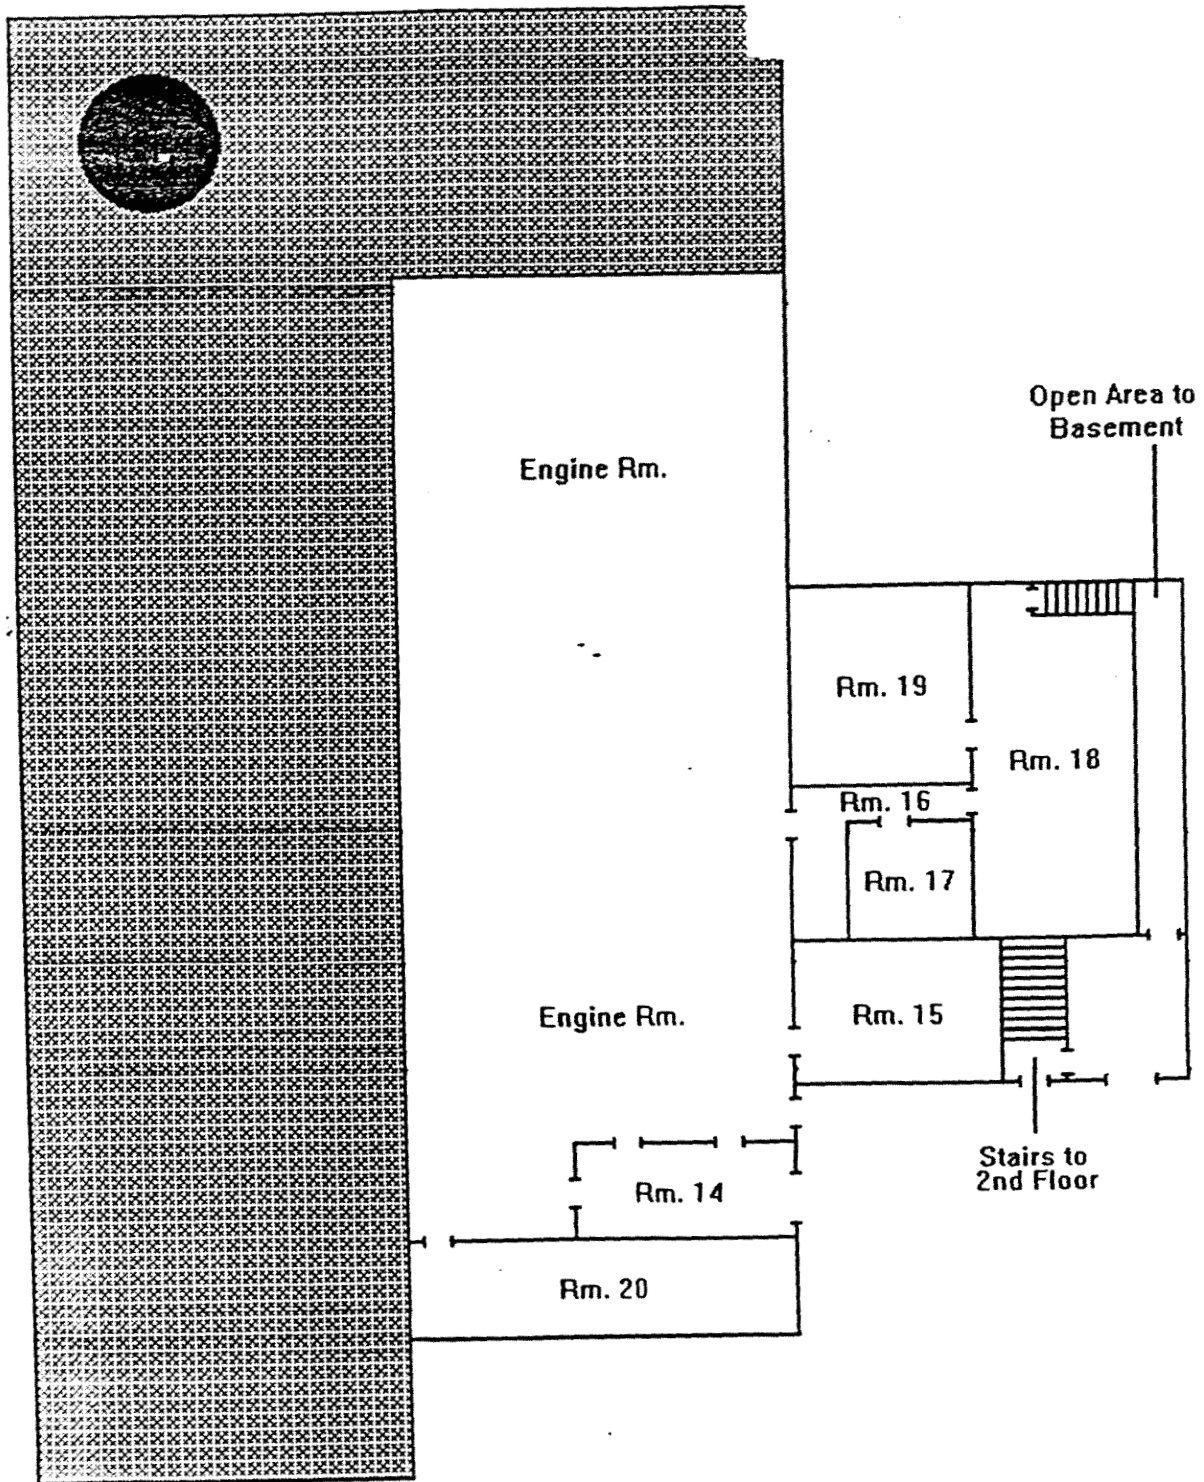 Open Area to
Basement
Engine Rm.
Rm. 19
Rm. 18
Rm. 16
Rm. 17
Engine Rm.
Rm. 15
Stairs to
2nd Floor
Rm. 14
Rm. 20